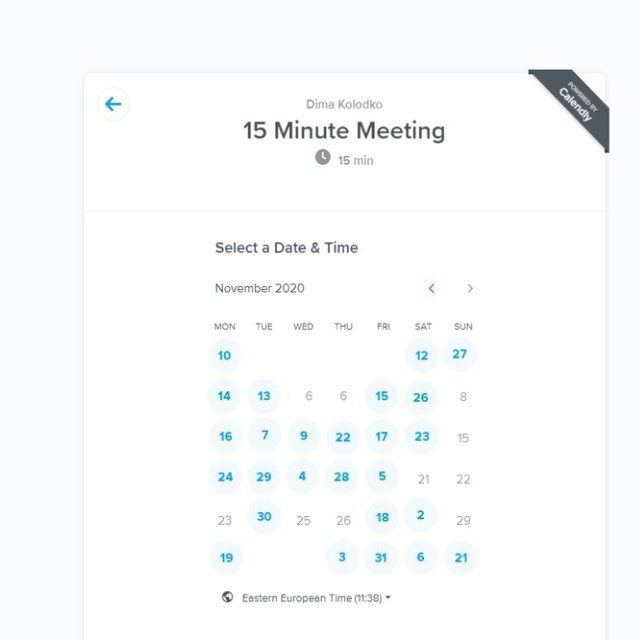 POWERED BY
Calendly
Dima Kolodko
15 Minute Meeting
15 min
Select a Date & Time
November 2020
MON TUE WED THU FRI SAT SUN
10 12 27
14 13 6 6 15 26 8
16 7 9 22 17 23 15
24 29 4 28 5 21 22
23 30 25 26 18 2 29
19 3 31 6 21
Eastern European Time (11:38)